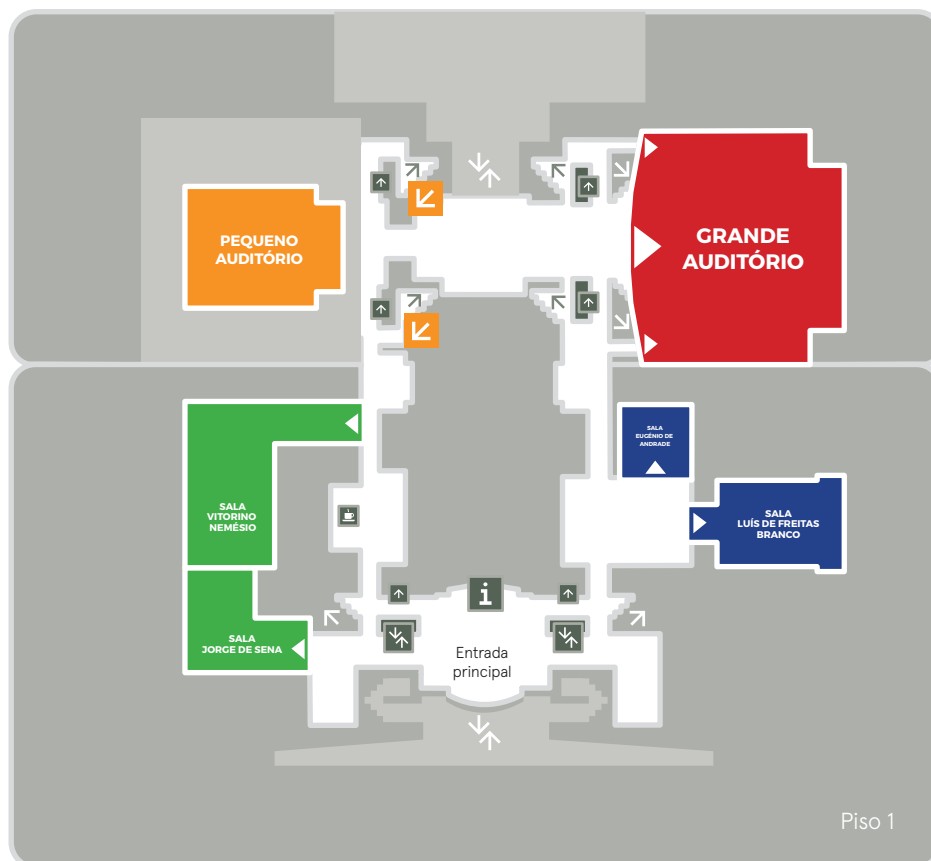 PEQUENO
AUDITÓRIO
GRANDE
AUDITÓRIO
SALA
EUGÉNIO DE
ANDRADE
SALA
VITORINO
NEMÉSIO
SALA
LUÍS DE FREITAS
BRANCO
i
SALA
JORGE DE SENA
Entrada
principal
Piso 1